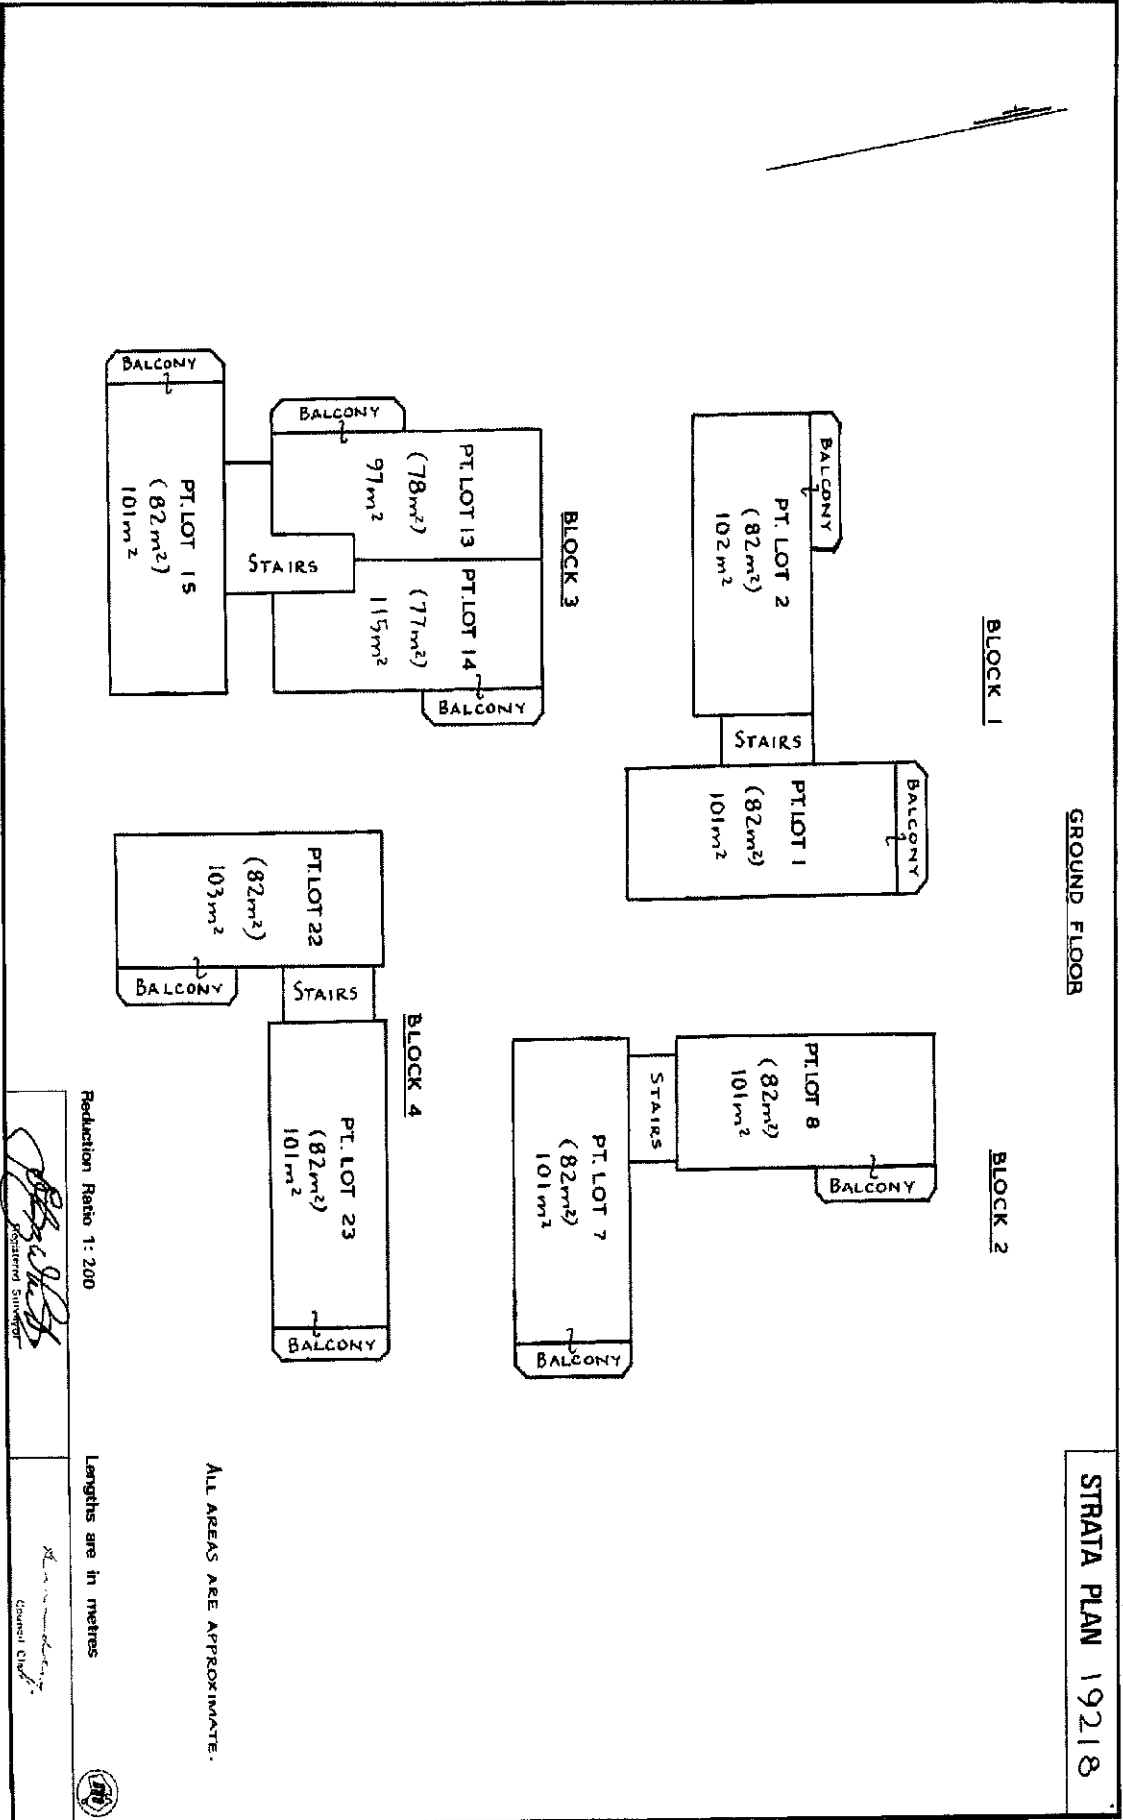 STRATA PLAN 19218
GROUND FLOOR
BLOCK 1
BALCONY
PT. LOT 2
(82m²)
102m²
STAIRS
BALCONY
PT. LOT 1
(82m²)
101m²
BLOCK 2
PT. LOT 8
(82m²)
101m²
BALCONY
STAIRS
PT. LOT 7
(82m²)
101m²
BALCONY
BLOCK 3
BALCONY
PT. LOT 13
(78m²)
97m²
PT. LOT 14
(77m²)
115m²
BALCONY
STAIRS
BALCONY
PT. LOT 15
(82m²)
101m²
BLOCK 4
PT. LOT 22
(82m²)
103m²
BALCONY
STAIRS
PT. LOT 23
(82m²)
101m²
BALCONY
ALL AREAS ARE APPROXIMATE.
Reduction Ratio 1: 200
Lengths are in metres
Registered Surveyor
Council Clerk